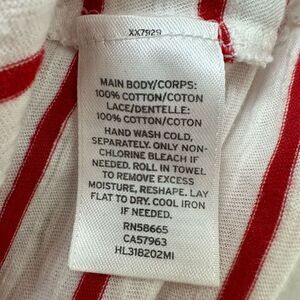 XX7929
MAIN BODY/CORPS:
100% COTTON/COTON
LACE/DENTELLE:
100% COTTON/COTON
HAND WASH COLD,
SEPARATELY. ONLY NON-
CHLORINE BLEACH IF
NEEDED. ROLL IN TOWEL
TO REMOVE EXCESS
MOISTURE, RESHAPE. LAY
FLAT TO DRY. COOL IRON
IF NEEDED.
RN58665
CA57963
HL318202MI